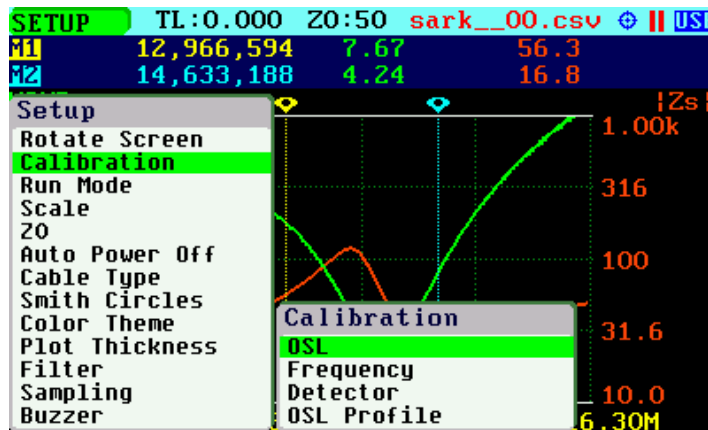 SETUP TL:0.000 Z0:50 sark__00.csv USB
M1 12,966,594 7.67 56.3
M2 14,633,188 4.24 16.8
|Zs|
Setup
Rotate Screen
Calibration
Run Mode
Scale
Z0
Auto Power Off
Cable Type
Smith Circles
Color Theme
Plot Thickness
Filter
Sampling
Buzzer
Calibration
OSL
Frequency
Detector
OSL Profile
1.00k
316
100
31.6
10.0
6.30M